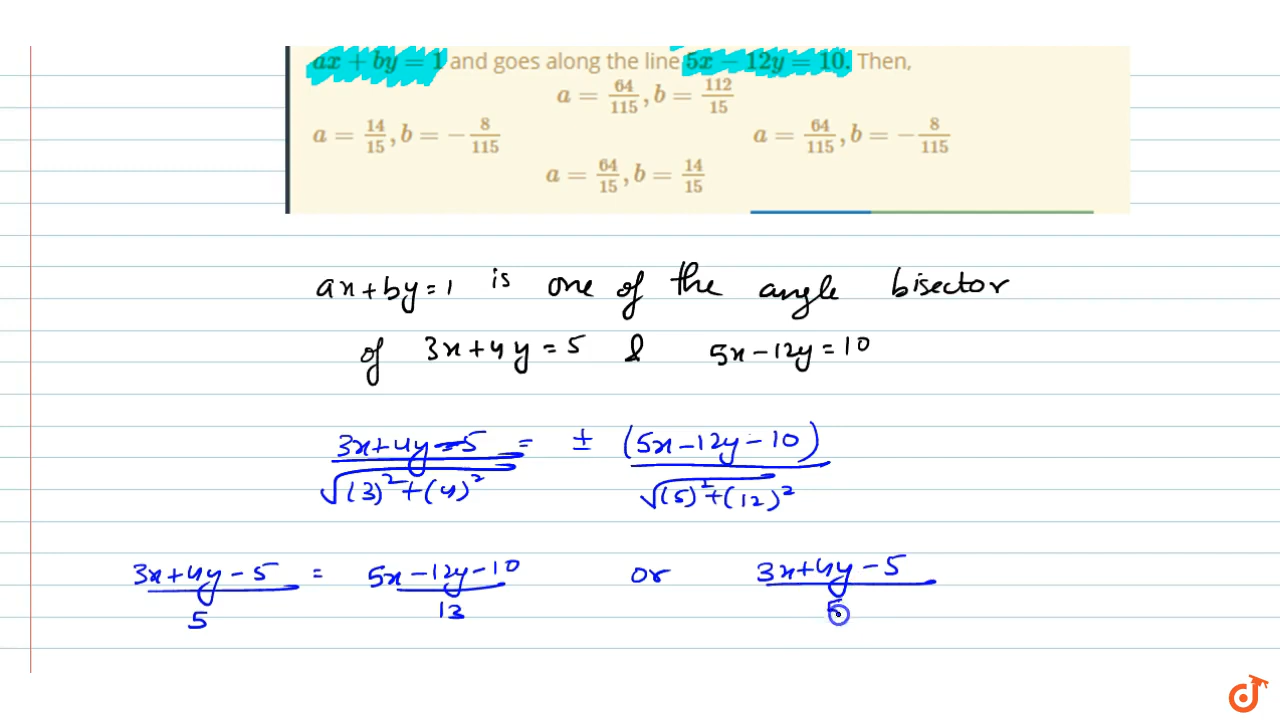 ax + by = 1 and goes along the line 5x − 12y = 10. Then,
a = 64/115, b = 112/15
a = 14/15, b = − 8/115 a = 64/115, b = − 8/115
a = 64/15, b = 14/15
ax+by=1 is one of the angle bisector
of 3x+4y=5 & 5x-12y=10
3x+4y-5/√(3)²+(4)² = ± (5x-12y-10)/√(5)²+(12)²
3x+4y-5/5 = 5x-12y-10/13 or 3x+4y-5/5